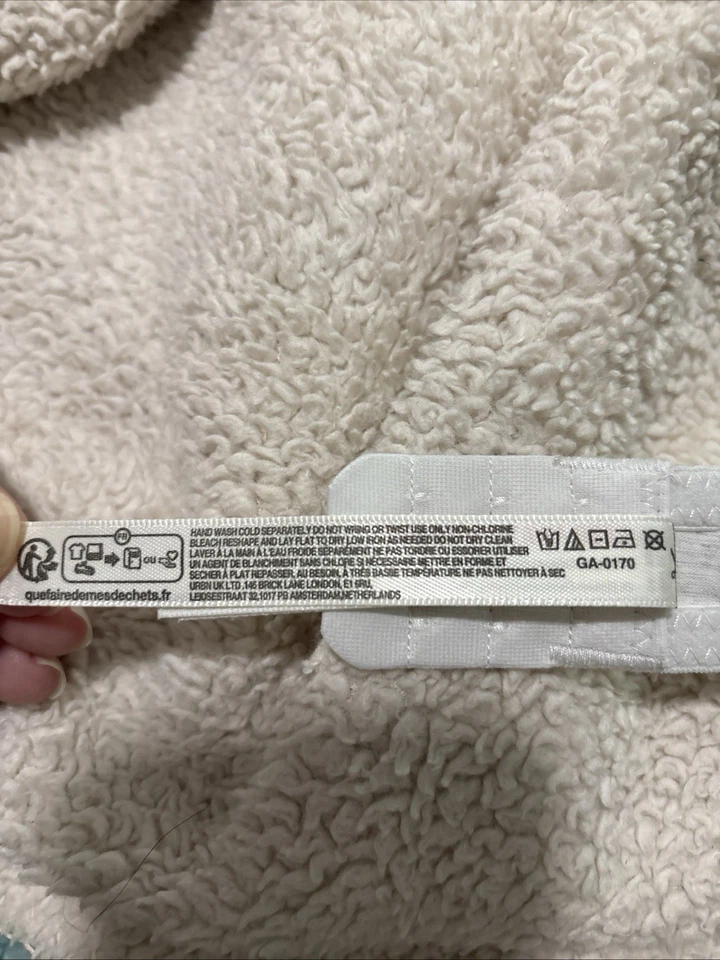 FR
OU
quefairedemesdechets.fr
HAND WASH COLD SEPARATELY DO NOT WRING OR TWIST USE ONLY NON-CHLORINE
BLEACH RESHAPE AND LAY FLAT TO DRY LOW IRON AS NEEDED DO NOT DRY CLEAN
LAVER À LA MAIN À L'EAU FROIDE SÉPARÉMENT NE PAS TORDRE OU ESSORER UTILISER
UN AGENT DE BLANCHIMENT SANS CHLORE SI NÉCESSAIRE METTRE EN FORME ET
SÉCHER À PLAT REPASSER, AU BESOIN, À TRÈS BASSE TEMPÉRATURE NE PAS NETTOYER À SEC
URBN UK LTD, 146 BRICK LANE LONDON, E1 6RU,
LEIDSESTRAAT 32,1017 PB AMSTERDAM,NETHERLANDS
GA-0170